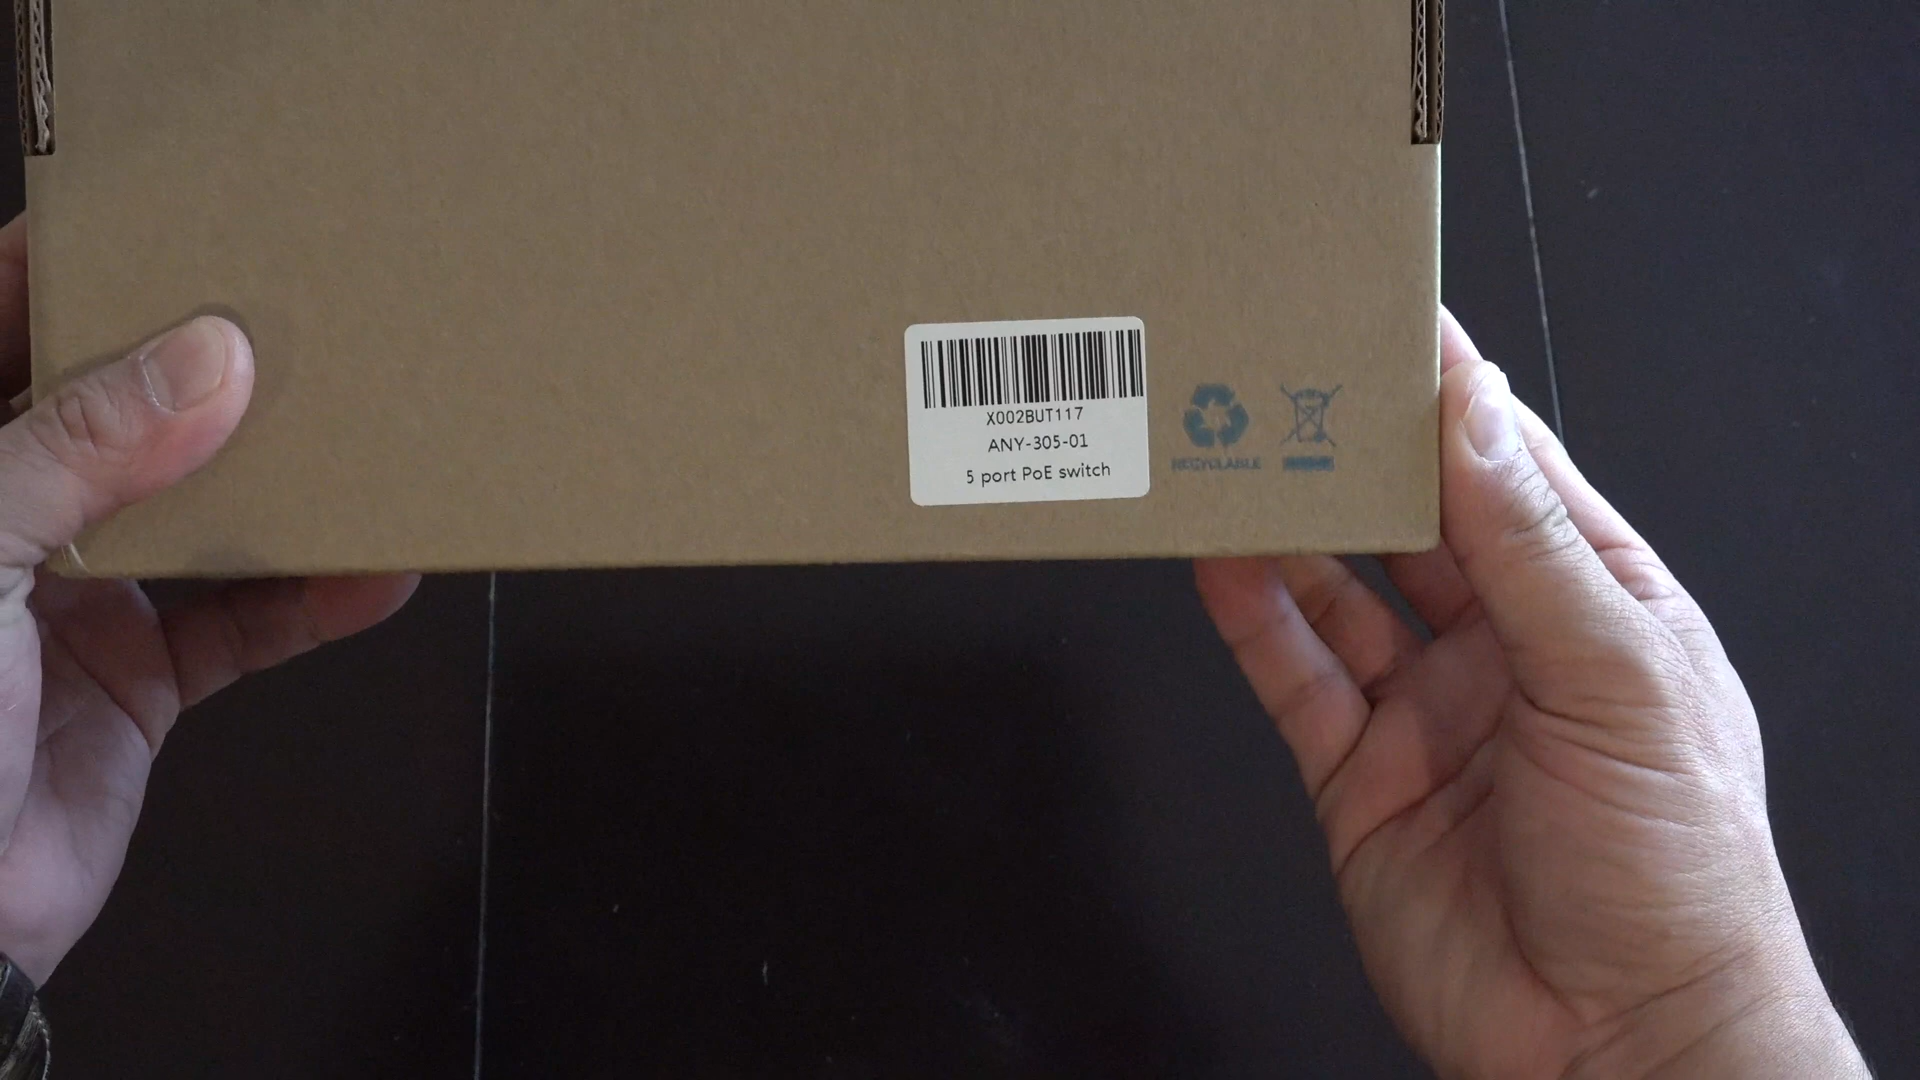 X002BUT117
ANY-305-01
5 port PoE switch
RECYCLABLE